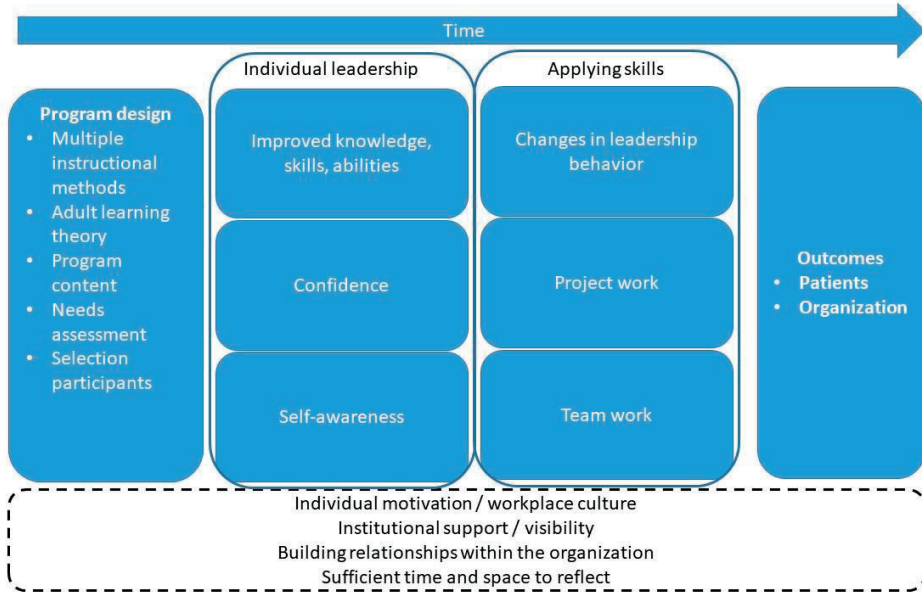 Time
Individual leadership
Applying skills
Program design
• Multiple
instructional
methods
• Adult learning
theory
• Program
content
• Needs
assessment
• Selection
participants
Improved knowledge,
skills, abilities
Confidence
Self-awareness
Changes in leadership
behavior
Project work
Team work
Outcomes
• Patients
• Organization
Individual motivation / workplace culture
Institutional support / visibility
Building relationships within the organization
Sufficient time and space to reflect